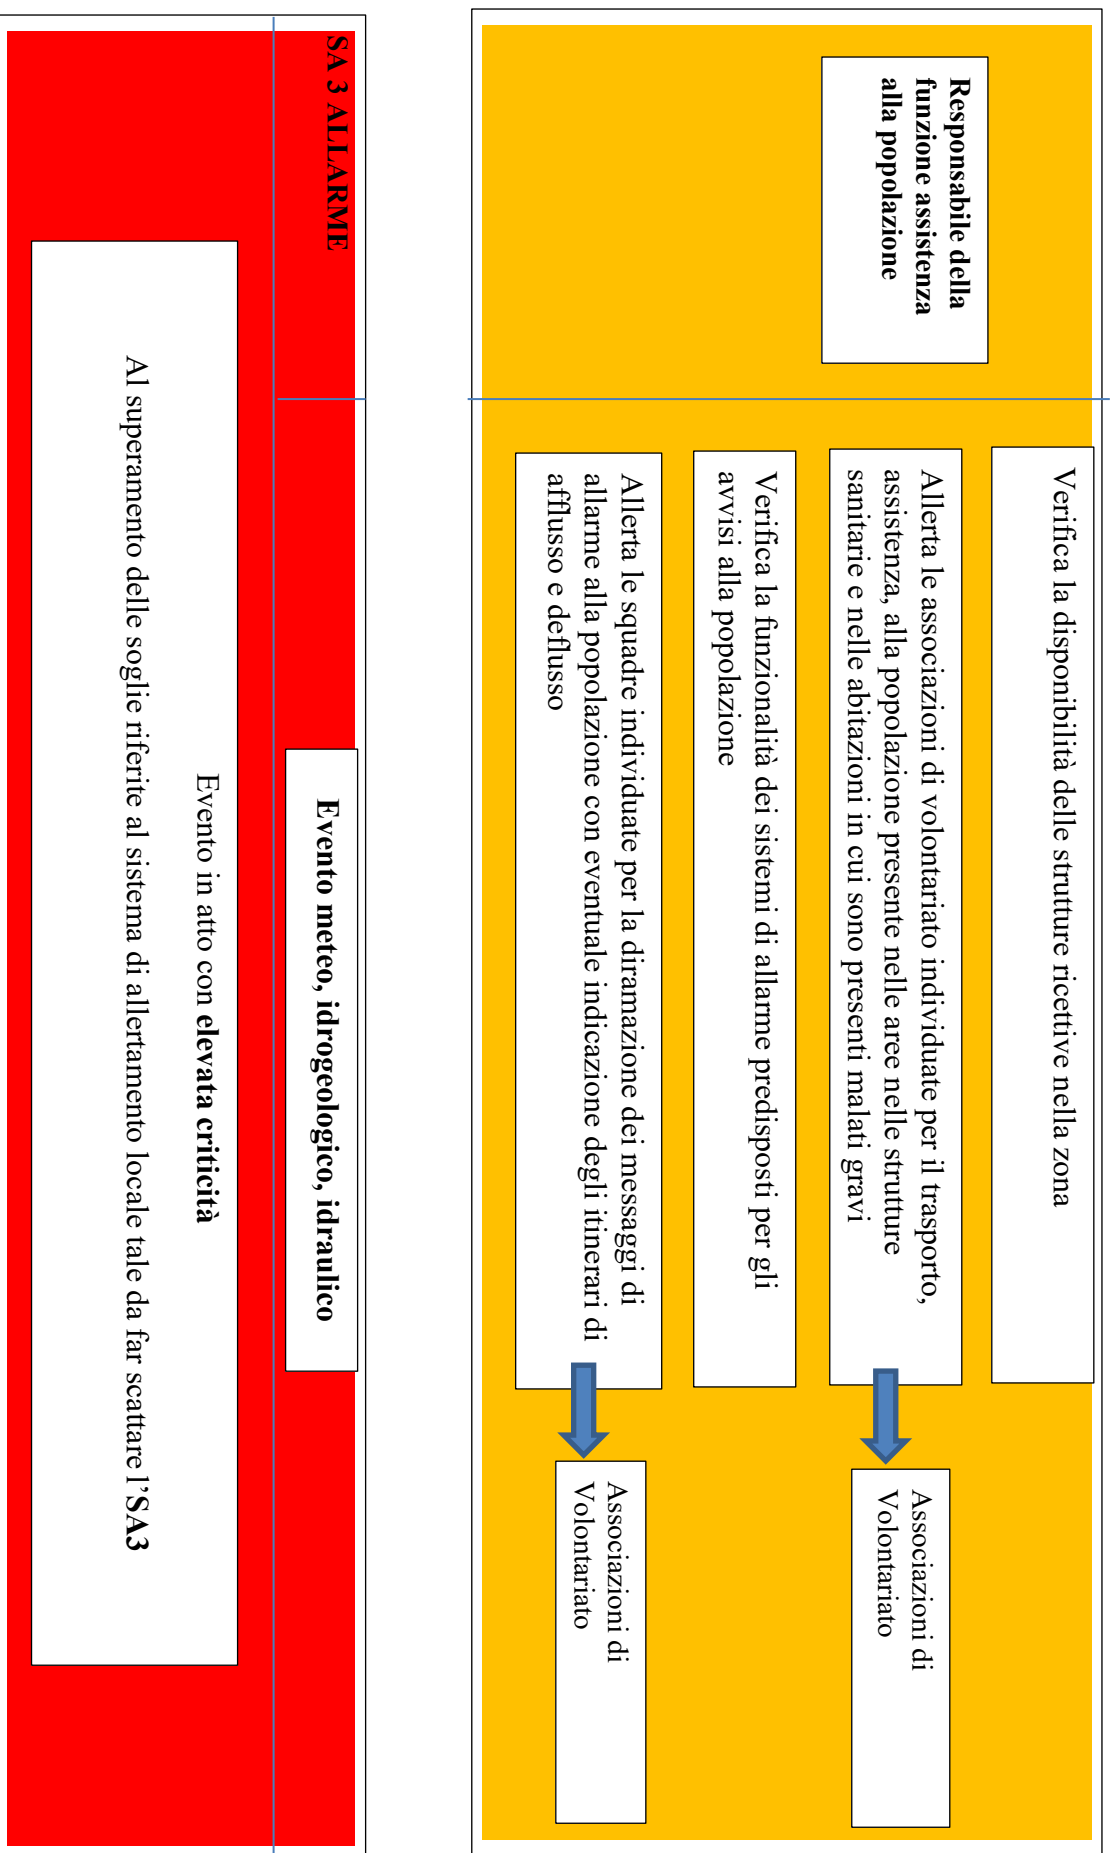 Responsabile della
funzione assistenza
alla popolazione
Verifica la disponibilità delle strutture ricettive nella zona
Allerta le associazioni di volontariato individuate per il trasporto,
assistenza, alla popolazione presente nelle aree nelle strutture
sanitarie e nelle abitazioni in cui sono presenti malati gravi
Associazioni di
Volontariato
Verifica la funzionalità dei sistemi di allarme predisposti per gli
avvisi alla popolazione
Allerta le squadre individuate per la diramazione dei messaggi di
allarme alla popolazione con eventuale indicazione degli itinerari di
afflusso e deflusso
Associazioni di
Volontariato
SA 3 ALLARME
Evento meteo, idrogeologico, idraulico
Evento in atto con elevata criticità
Al superamento delle soglie riferite al sistema di allertamento locale tale da far scattare l’SA3